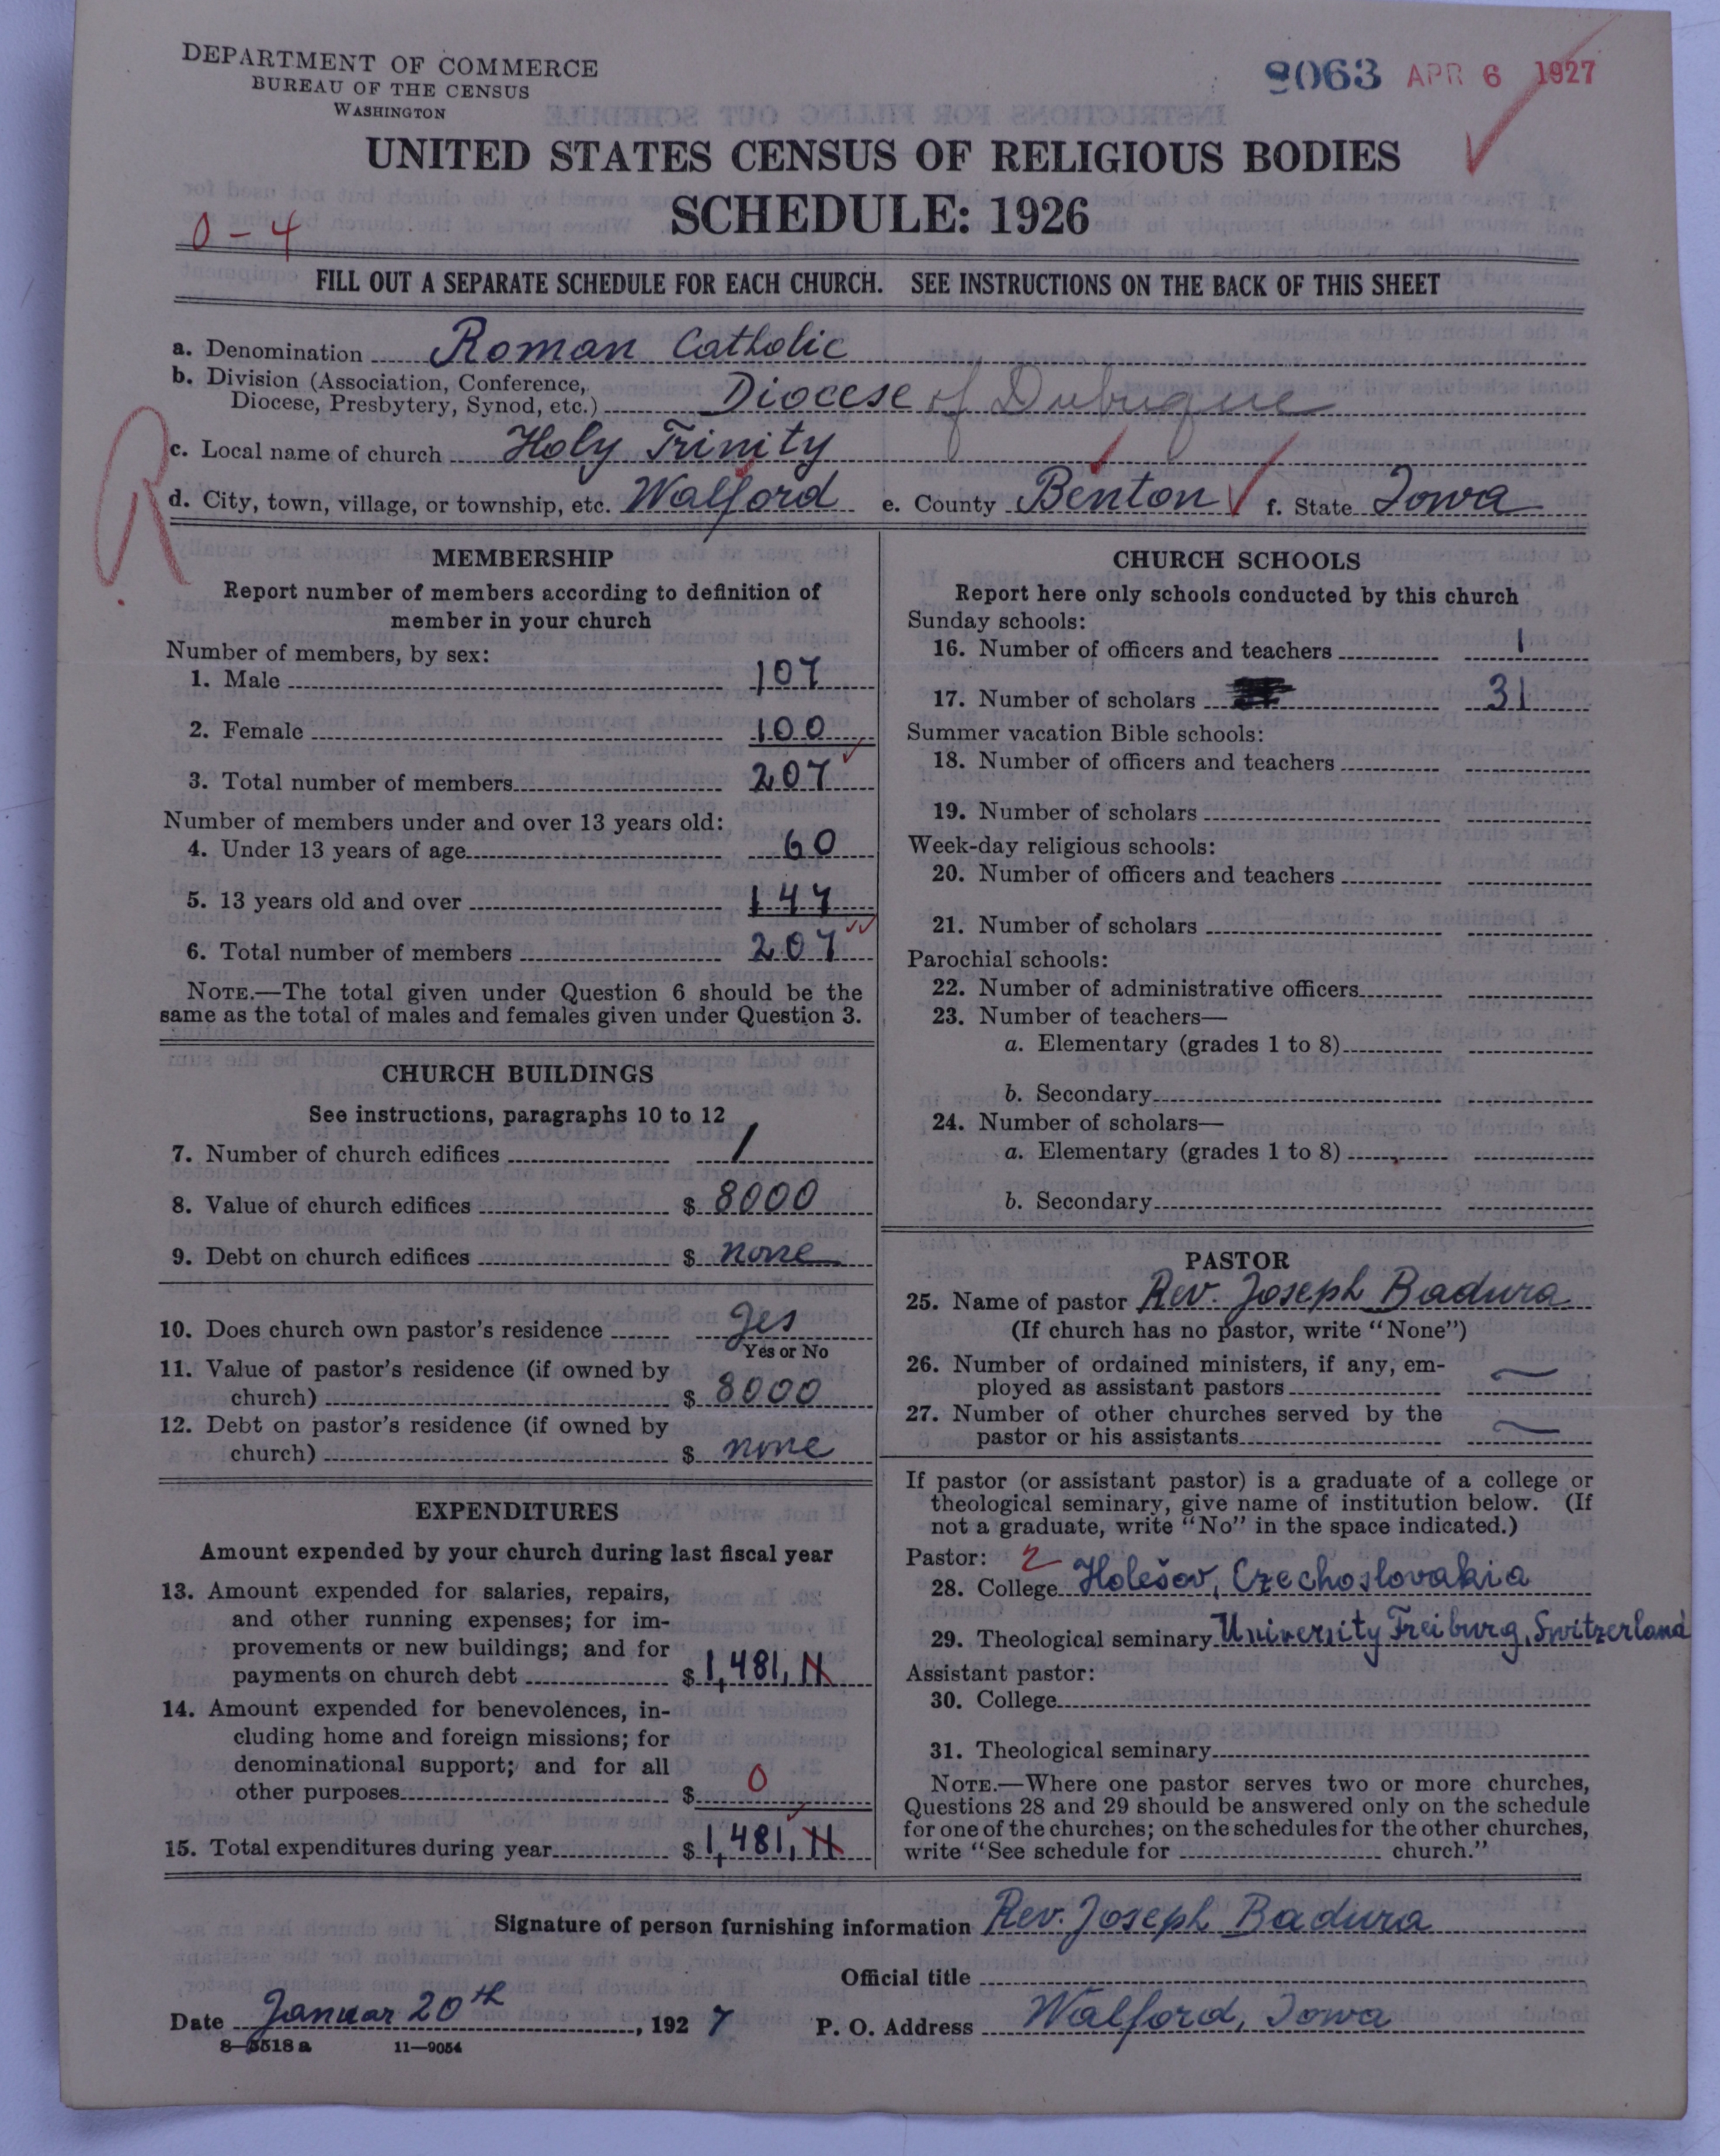 DEPARTMENT OF COMMERCE
BUREAU OF THE CENSUS
WASHINGTON
9063 APR 6 1927
UNITED STATES CENSUS OF RELIGIOUS BODIES
SCHEDULE: 1926
0-4
FILL OUT A SEPARATE SCHEDULE FOR EACH CHURCH. SEE INSTRUCTIONS ON THE BACK OF THIS SHEET
a. Denomination Roman Catholic
b. Division (Association, Conference,
Diocese, Presbytery, Synod, etc.) Diocese of Dubuque
c. Local name of church Holy Trinity
R
d. City, town, village, or township, etc. Walford e. County Benton f. State Iowa
MEMBERSHIP
Report number of members according to definition of
member in your church
Number of members, by sex:
1. Male 107
2. Female 100
3. Total number of members 207
Number of members under and over 13 years old:
4. Under 13 years of age 60
5. 13 years old and over 147
6. Total number of members 207
NOTE.—The total given under Question 6 should be the
same as the total of males and females given under Question 3.
CHURCH BUILDINGS
See instructions, paragraphs 10 to 12
7. Number of church edifices 1
8. Value of church edifices $ 8000
9. Debt on church edifices $ none
10. Does church own pastor's residence yes
Yes or No
11. Value of pastor's residence (if owned by
church) $ 8000
12. Debt on pastor's residence (if owned by
church) $ none
EXPENDITURES
Amount expended by your church during last fiscal year
13. Amount expended for salaries, repairs,
and other running expenses; for im-
provements or new buildings; and for
payments on church debt $ 1,481,11
14. Amount expended for benevolences, in-
cluding home and foreign missions; for
denominational support; and for all
other purposes $ 0
15. Total expenditures during year $ 1,481,11
CHURCH SCHOOLS
Report here only schools conducted by this church
Sunday schools:
16. Number of officers and teachers 1
17. Number of scholars 31
Summer vacation Bible schools:
18. Number of officers and teachers
19. Number of scholars
Week-day religious schools:
20. Number of officers and teachers
21. Number of scholars
Parochial schools:
22. Number of administrative officers
23. Number of teachers—
a. Elementary (grades 1 to 8)
b. Secondary
24. Number of scholars—
a. Elementary (grades 1 to 8)
b. Secondary
PASTOR
25. Name of pastor Rev. Joseph Badura
(If church has no pastor, write "None")
26. Number of ordained ministers, if any, em-
ployed as assistant pastors —
27. Number of other churches served by the
pastor or his assistants —
If pastor (or assistant pastor) is a graduate of a college or
theological seminary, give name of institution below. (If
not a graduate, write "No" in the space indicated.)
Pastor: 2
28. College Holešov, Czechoslovakia
29. Theological seminary University Freiburg, Switzerland
Assistant pastor:
30. College
31. Theological seminary
NOTE.—Where one pastor serves two or more churches,
Questions 28 and 29 should be answered only on the schedule
for one of the churches; on the schedules for the other churches,
write "See schedule for church."
Signature of person furnishing information Rev. Joseph Badura
Official title
Date Januar 20th, 1927 P. O. Address Walford, Iowa
8—5518a 11—9054